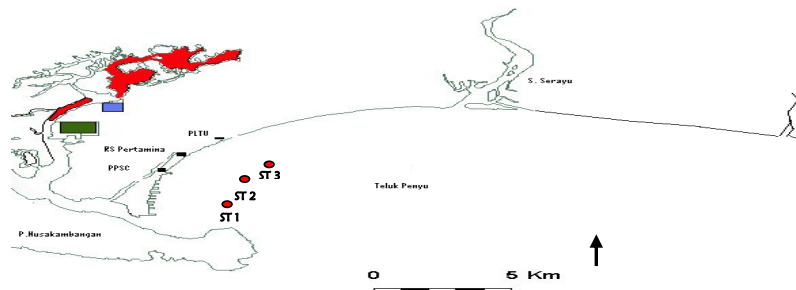 S. Serayu
PLTU
RS Pertamina
PPSC
ST 3
ST 2
ST 1
Teluk Penyu
P.Nusakambangan
0 5 Km